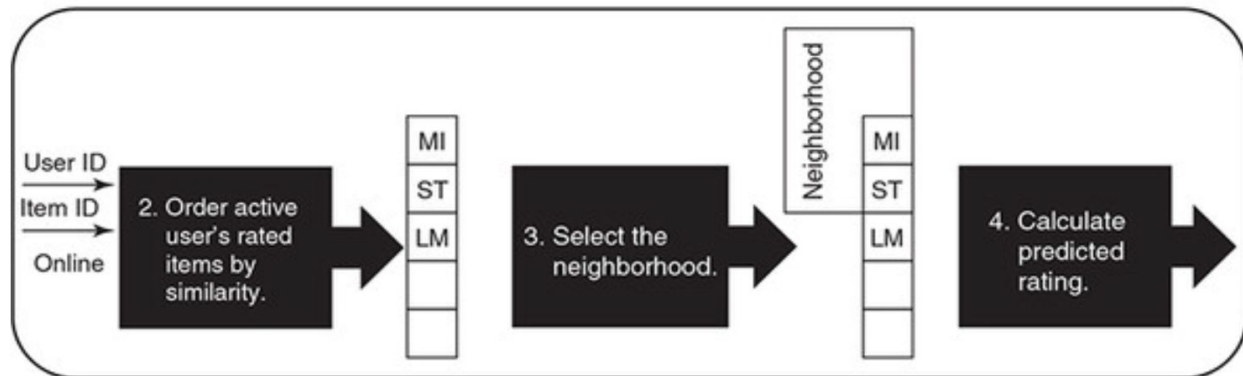 User ID
Item ID
Online
2. Order active
user's rated
items by
similarity.
MI
ST
LM
3. Select the
neighborhood.
Neighborhood
MI
ST
LM
4. Calculate
predicted
rating.